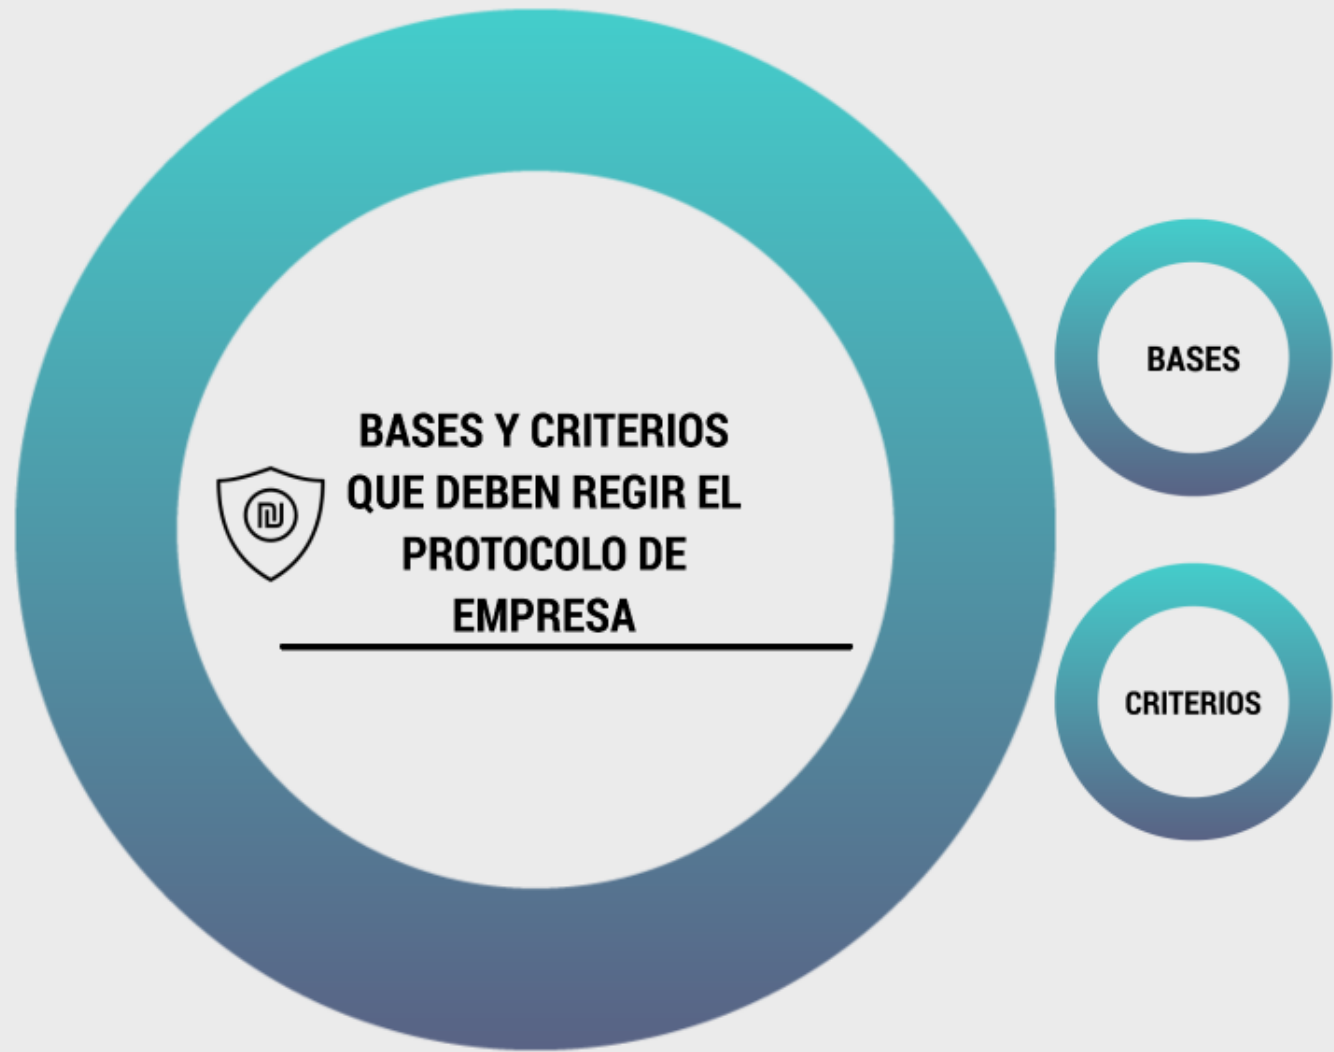 BASES Y CRITERIOS
QUE DEBEN REGIR EL
PROTOCOLO DE
EMPRESA
BASES
CRITERIOS